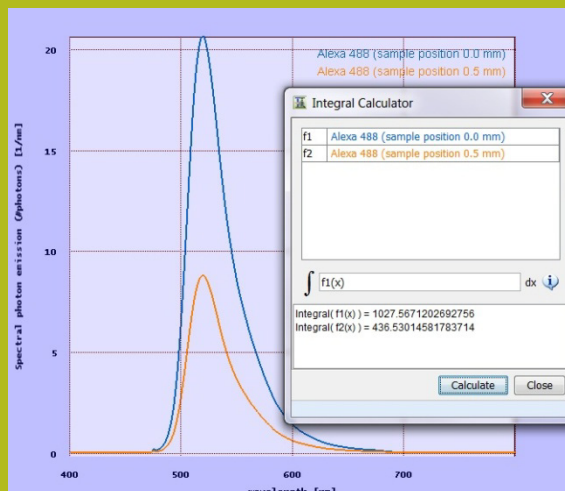 20
15
10
5
0
400
500
600
700
Spectral photon emission (#photons) [1/nm]
Alexa 488 (sample position 0.0 mm)
Alexa 488 (sample position 0.5 mm)
Integral Calculator
f1 Alexa 488 (sample position 0.0 mm)
f2 Alexa 488 (sample position 0.5 mm)
∫ f1(x) dx
Integral( f1(x) ) = 1027.5671202692756
Integral( f2(x) ) = 436.53014581783714
Calculate Close
wavelength [nm]